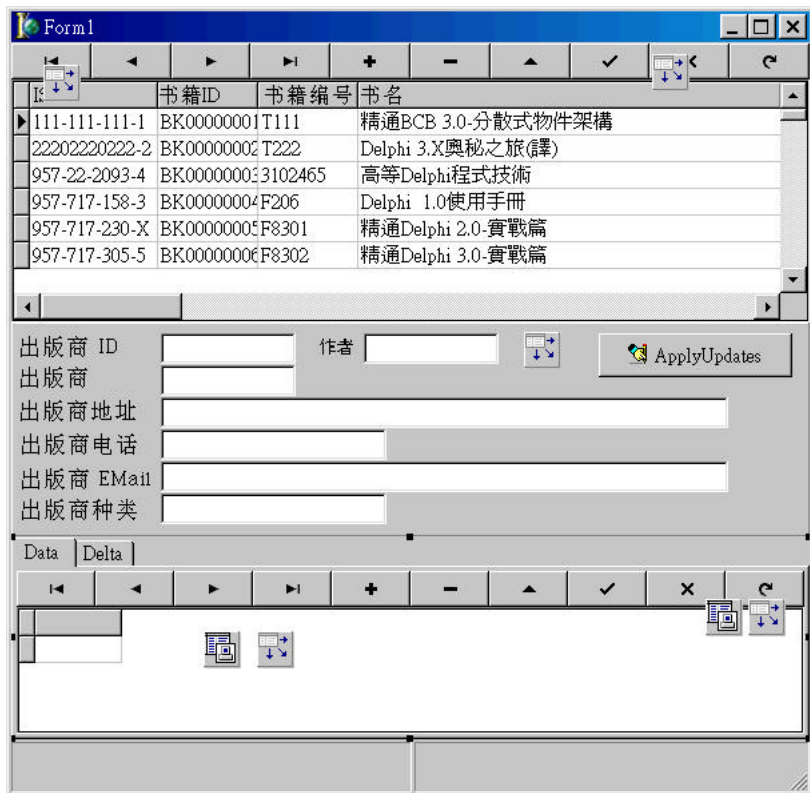 Form1
书籍ID 书籍编号 书名
111-111-111-1 BK00000001 T111 精通BCB 3.0-分散式物件架構
22202220222-2 BK00000002 T222 Delphi 3.X奧秘之旅(譯)
957-22-2093-4 BK00000003 3102465 高等Delphi程式技術
957-717-158-3 BK00000004 F206 Delphi 1.0使用手冊
957-717-230-X BK00000005 F8301 精通Delphi 2.0-實戰篇
957-717-305-5 BK00000006 F8302 精通Delphi 3.0-實戰篇
出版商 ID 作者 ApplyUpdates
出版商
出版商地址
出版商电话
出版商 EMail
出版商种类
Data Delta